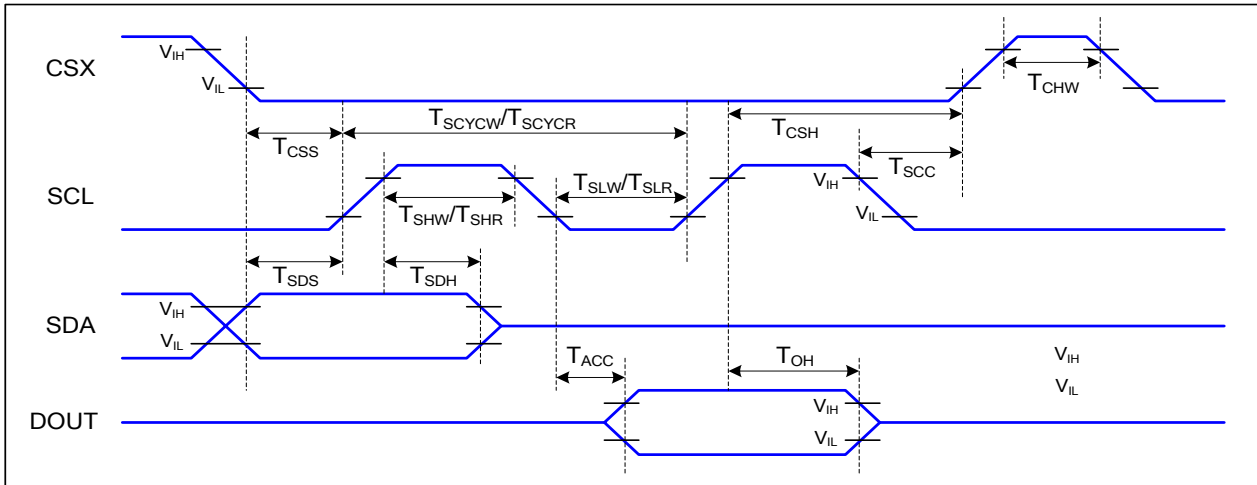 CSX
VIH
VIL
TCHW
TSCYCW/TSCYCR
TCSS
TCSH
TSCC
SCL
TSLW/TSLR
VIH
TSHW/TSHR
VIL
TSDS
TSDH
SDA
VIH
VIL
TACC
TOH
VIH
VIL
DOUT
VIH
VIL